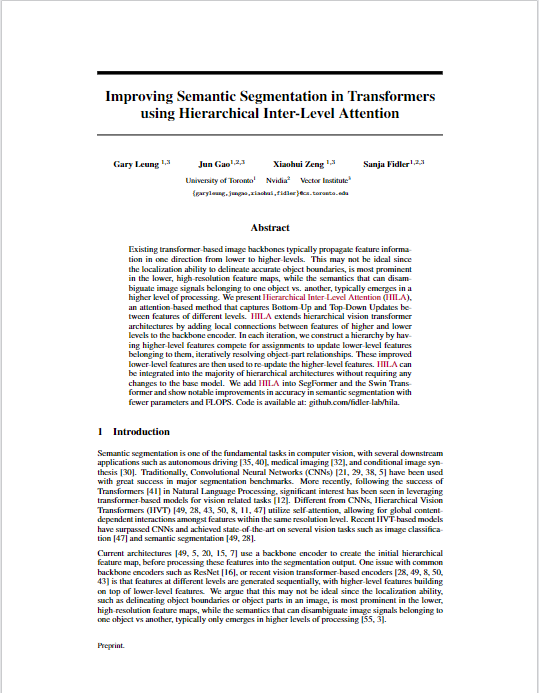 Improving Semantic Segmentation in Transformers
using Hierarchical Inter-Level Attention
Gary Leung 1,3 Jun Gao1,2,3 Xiaohui Zeng 1,3 Sanja Fidler1,2,3
University of Toronto1 Nvidia2 Vector Institute3
{garyleung,jungao,xiaohui,fidler}@cs.toronto.edu
Abstract
Existing transformer-based image backbones typically propagate feature informa-
tion in one direction from lower to higher-levels. This may not be ideal since
the localization ability to delineate accurate object boundaries, is most prominent
in the lower, high-resolution feature maps, while the semantics that can disam-
biguate image signals belonging to one object vs. another, typically emerges in a
higher level of processing. We present Hierarchical Inter-Level Attention (HILA),
an attention-based method that captures Bottom-Up and Top-Down Updates be-
tween features of different levels. HILA extends hierarchical vision transformer
architectures by adding local connections between features of higher and lower
levels to the backbone encoder. In each iteration, we construct a hierarchy by hav-
ing higher-level features compete for assignments to update lower-level features
belonging to them, iteratively resolving object-part relationships. These improved
lower-level features are then used to re-update the higher-level features. HILA can
be integrated into the majority of hierarchical architectures without requiring any
changes to the base model. We add HILA into SegFormer and the Swin Trans-
former and show notable improvements in accuracy in semantic segmentation with
fewer parameters and FLOPS. Code is available at: github.com/fidler-lab/hila.
1 Introduction
Semantic segmentation is one of the fundamental tasks in computer vision, with several downstream
applications such as autonomous driving [35, 40], medical imaging [32], and conditional image syn-
thesis [30]. Traditionally, Convolutional Neural Networks (CNNs) [21, 29, 38, 5] have been used
with great success in major segmentation benchmarks. More recently, following the success of
Transformers [41] in Natural Language Processing, significant interest has been seen in leveraging
transformer-based models for vision related tasks [12]. Different from CNNs, Hierarchical Vision
Transformers (HVT) [49, 28, 43, 50, 8, 11, 47] utilize self-attention, allowing for global content-
dependent interactions amongst features within the same resolution level. Recent HVT-based models
have surpassed CNNs and achieved state-of-the-art on several vision tasks such as image classifica-
tion [47] and semantic segmentation [49, 28].
Current architectures [49, 5, 20, 15, 7] use a backbone encoder to create the initial hierarchical
feature map, before processing these features into the segmentation output. One issue with common
backbone encoders such as ResNet [16], or recent vision transformer-based encoders [28, 49, 8, 50,
43] is that features at different levels are generated sequentially, with higher-level features building
on top of lower-level features. We argue that this may not be ideal since the localization ability,
such as delineating object boundaries or object parts in an image, is most prominent in the lower,
high-resolution feature maps, while the semantics that can disambiguate image signals belonging to
one object vs another, typically only emerges in higher levels of processing [55, 3].
Preprint.